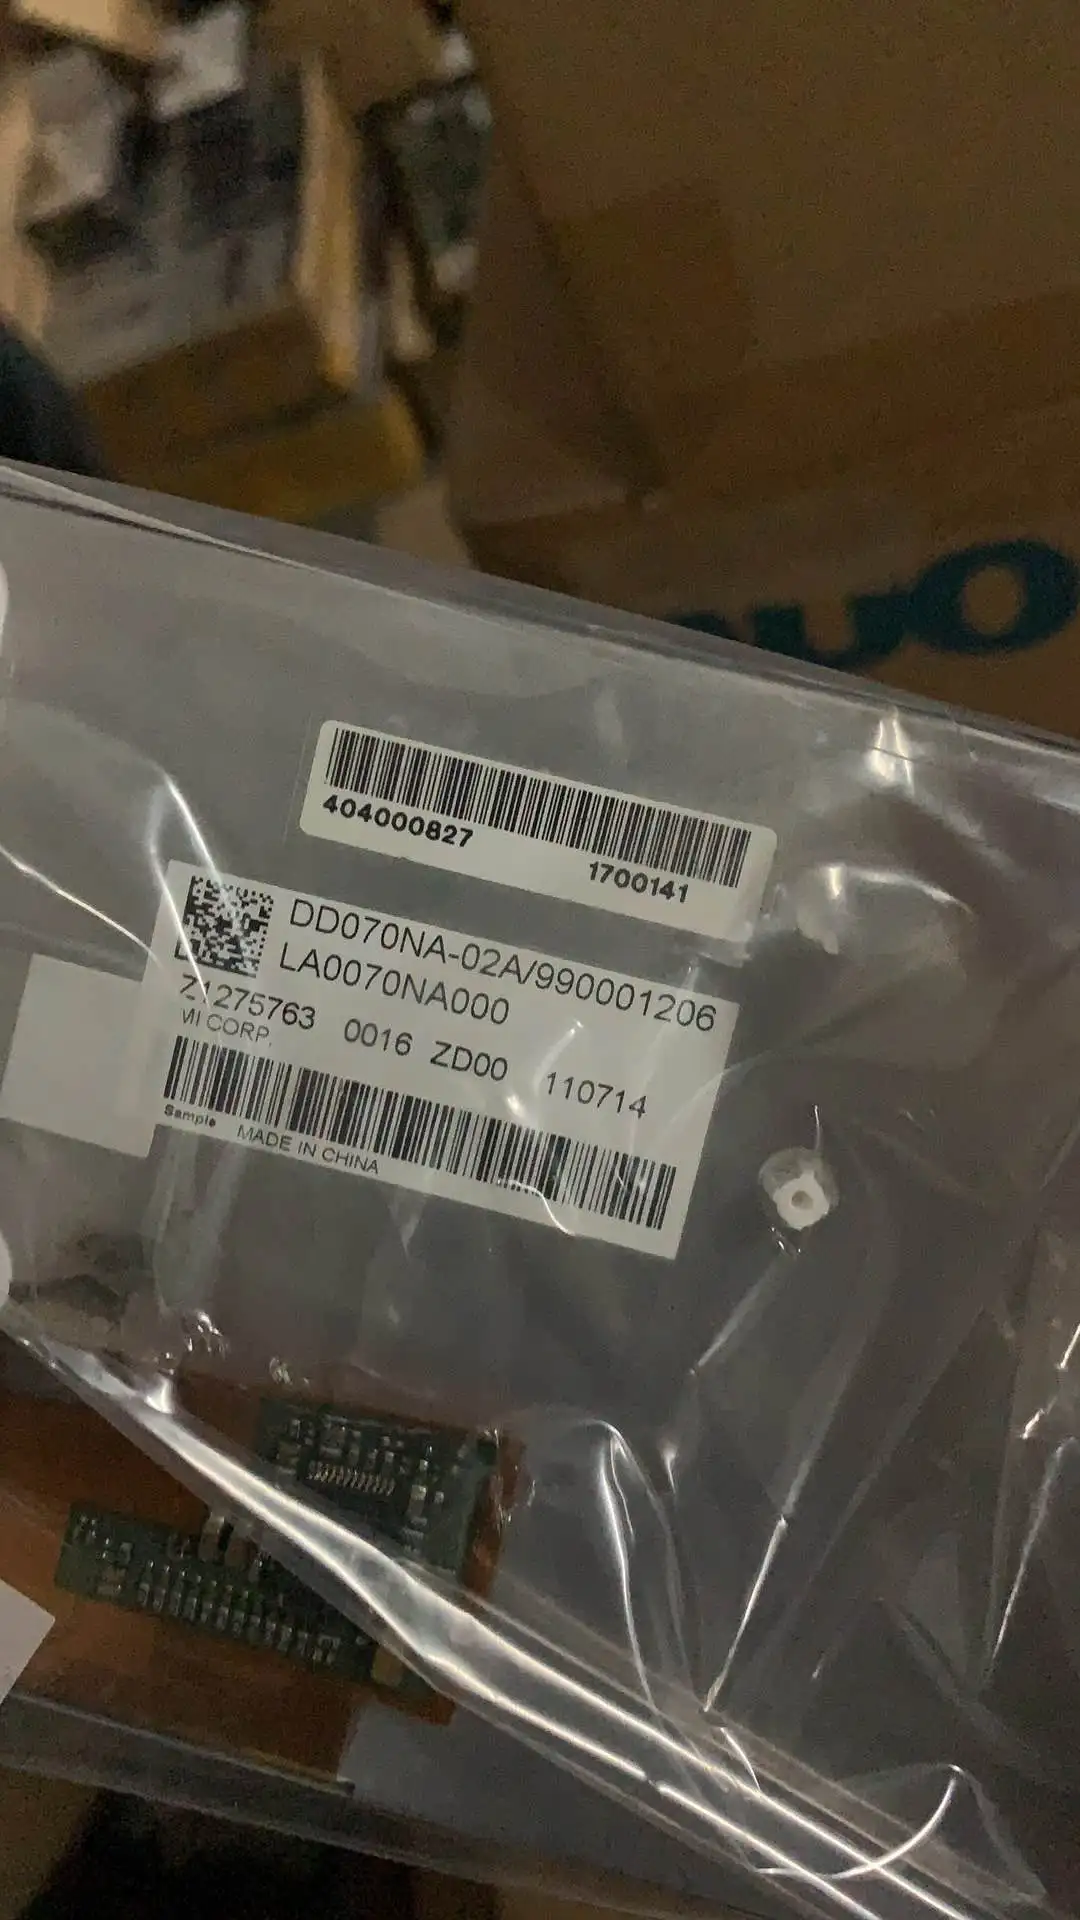 404000827
1700141
DD070NA-02A/990001206
LA0070NA000
Z1275763 0016 ZD00 110714
MI CORP.
Sample MADE IN CHINA